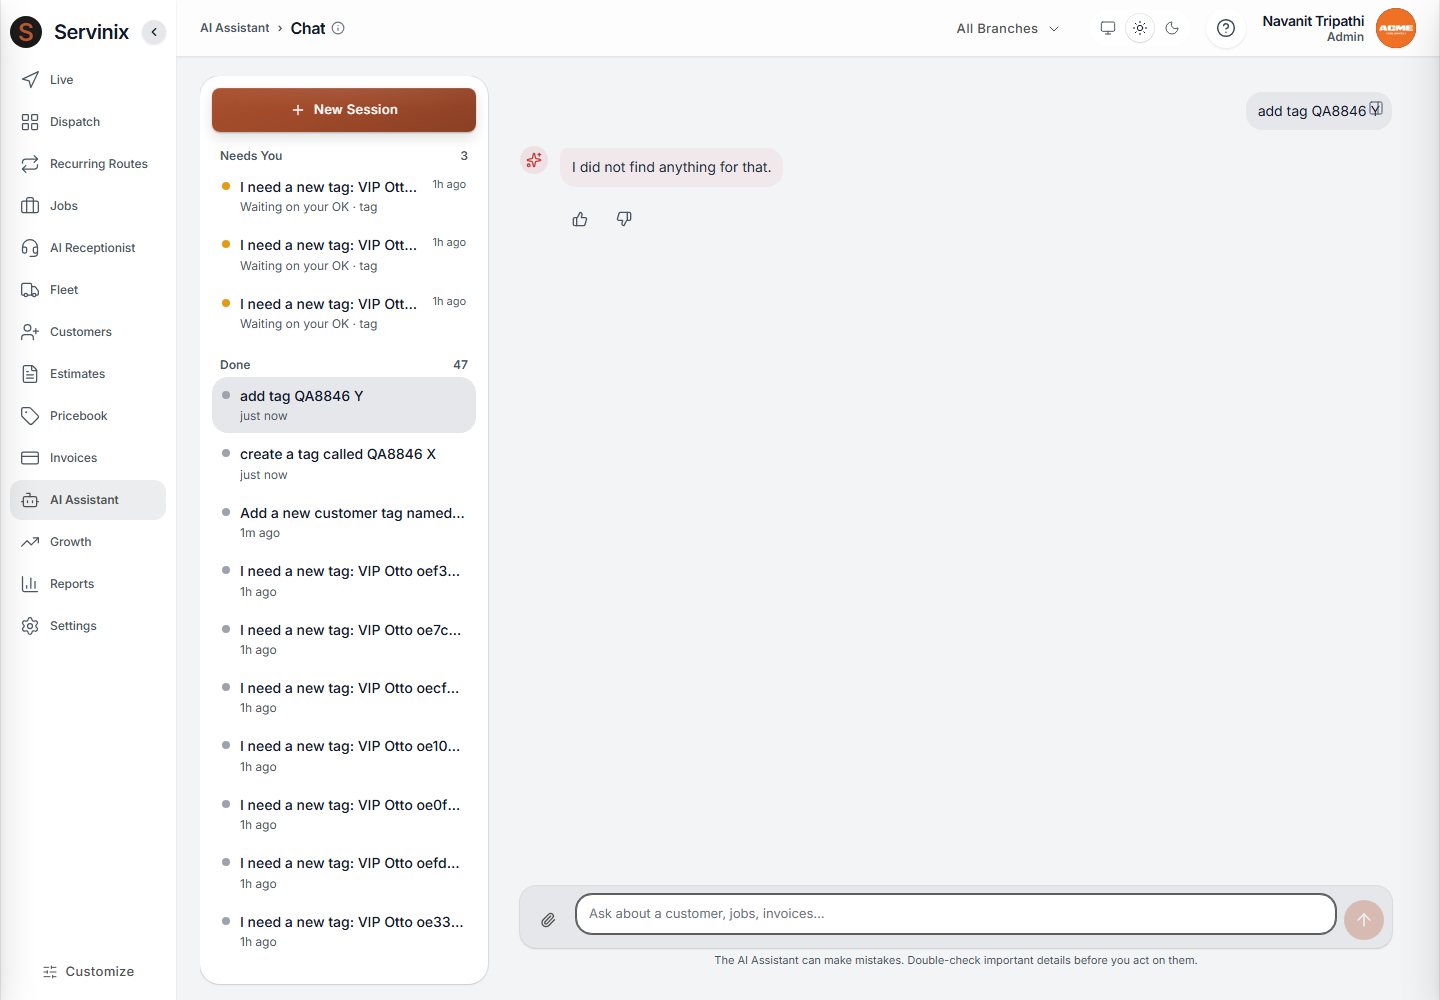 S
Servinix
Live
Dispatch
Recurring Routes
Jobs
AI Receptionist
Fleet
Customers
Estimates
Pricebook
Invoices
AI Assistant
Growth
Reports
Settings
Customize
AI Assistant › Chat
All Branches
Navanit Tripathi
Admin
ACME
New Session
Needs You 3
I need a new tag: VIP Ott... 1h ago
Waiting on your OK · tag
I need a new tag: VIP Ott... 1h ago
Waiting on your OK · tag
I need a new tag: VIP Ott... 1h ago
Waiting on your OK · tag
Done 47
add tag QA8846 Y
just now
create a tag called QA8846 X
just now
Add a new customer tag named...
1m ago
I need a new tag: VIP Otto oef3...
1h ago
I need a new tag: VIP Otto oe7c...
1h ago
I need a new tag: VIP Otto oecf...
1h ago
I need a new tag: VIP Otto oe10...
1h ago
I need a new tag: VIP Otto oe0f...
1h ago
I need a new tag: VIP Otto oefd...
1h ago
I need a new tag: VIP Otto oe33...
1h ago
add tag QA8846 Y
I did not find anything for that.
Ask about a customer, jobs, invoices...
The AI Assistant can make mistakes. Double-check important details before you act on them.